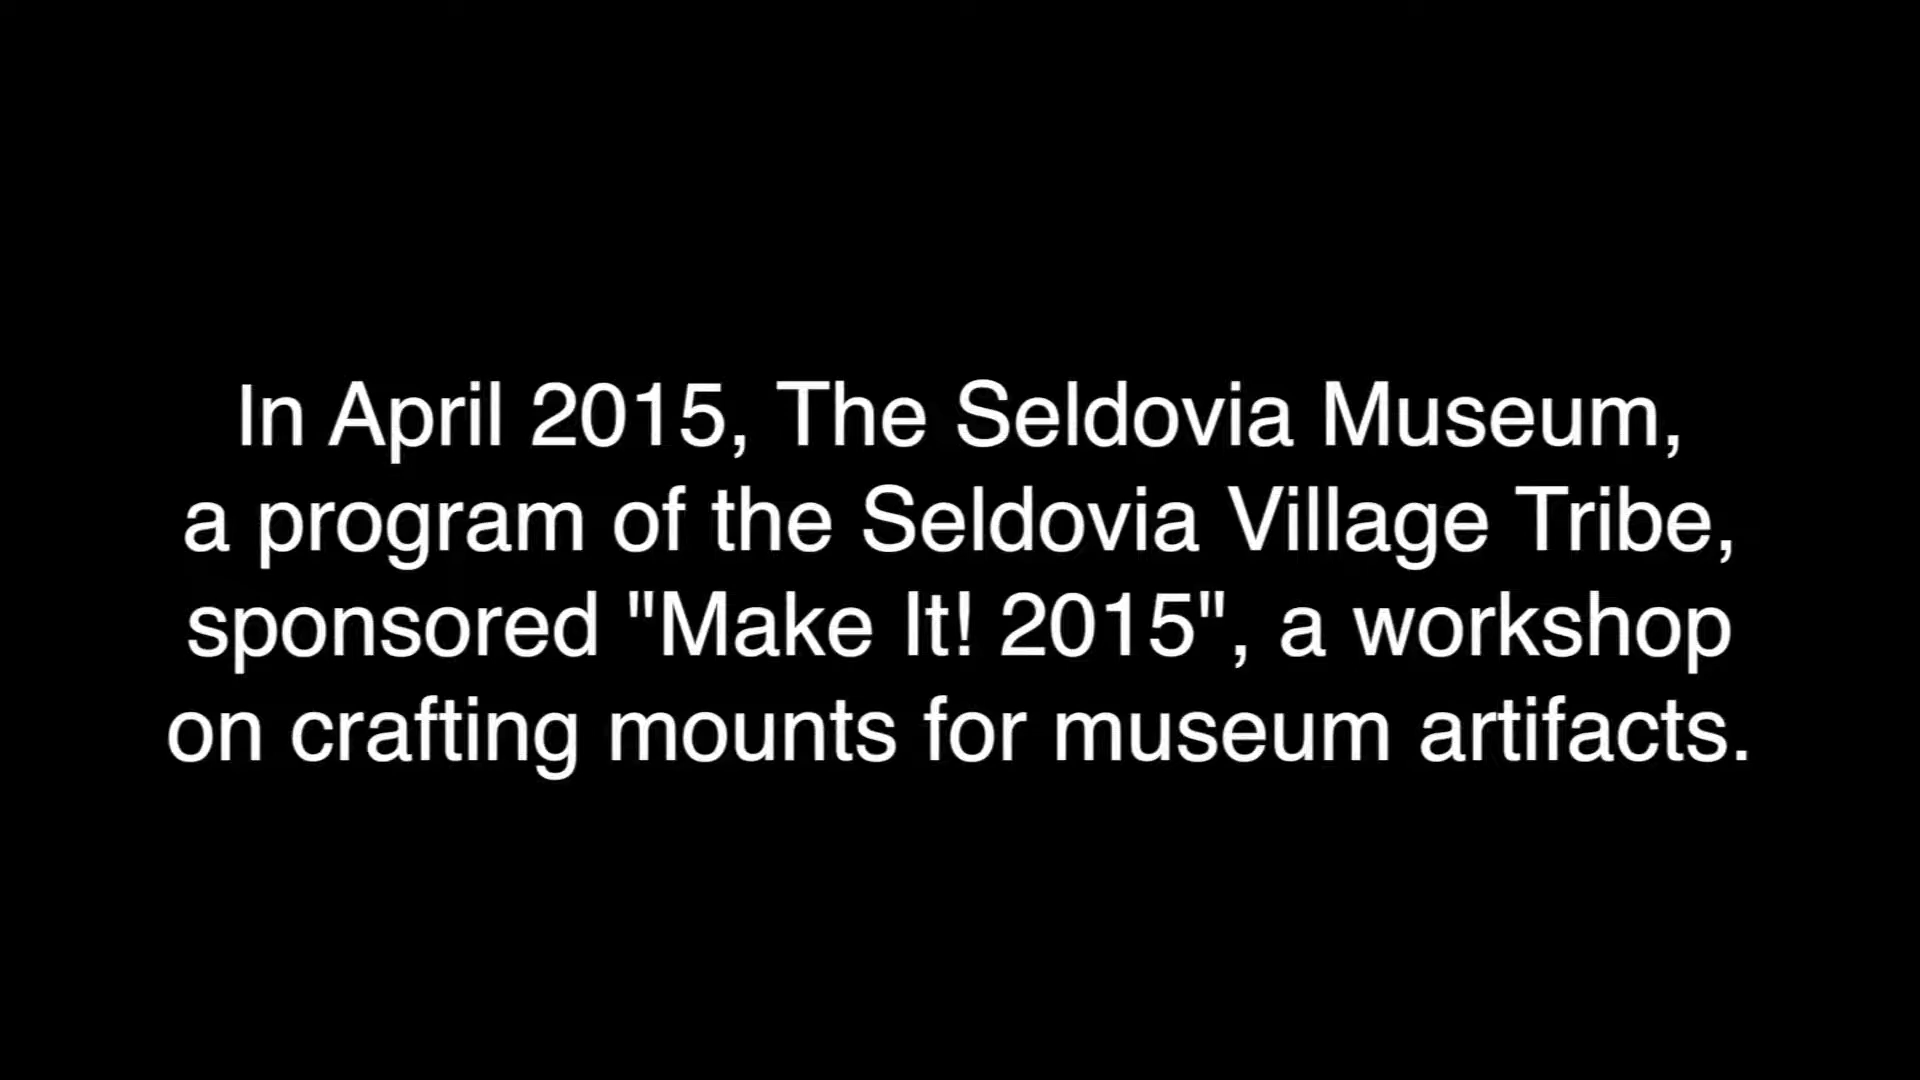 In April 2015, The Seldovia Museum,
a program of the Seldovia Village Tribe,
sponsored "Make It! 2015", a workshop
on crafting mounts for museum artifacts.